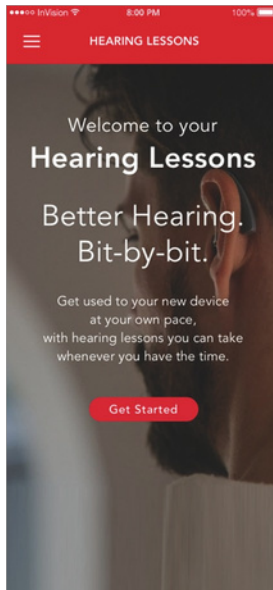 InVision 8:00 PM 100%
HEARING LESSONS
Welcome to your
Hearing Lessons
Better Hearing.
Bit-by-bit.
Get used to your new device
at your own pace,
with hearing lessons you can take
whenever you have the time.
Get Started